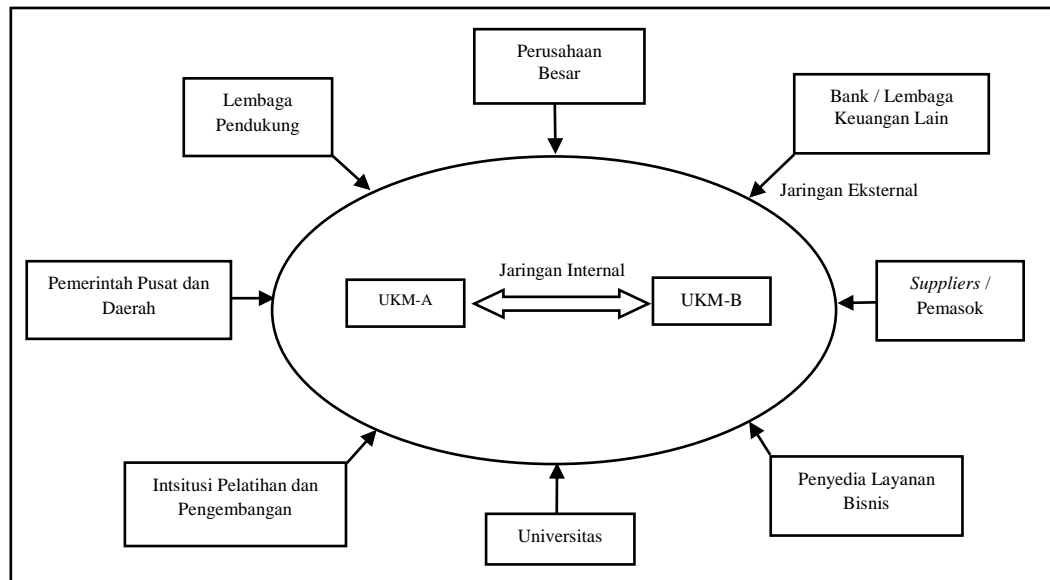 Perusahaan
Besar
Lembaga
Pendukung
Bank / Lembaga
Keuangan Lain
Jaringan Eksternal
Pemerintah Pusat dan
Daerah
Jaringan Internal
UKM-A
UKM-B
Suppliers /
Pemasok
Intsitusi Pelatihan dan
Pengembangan
Universitas
Penyedia Layanan
Bisnis